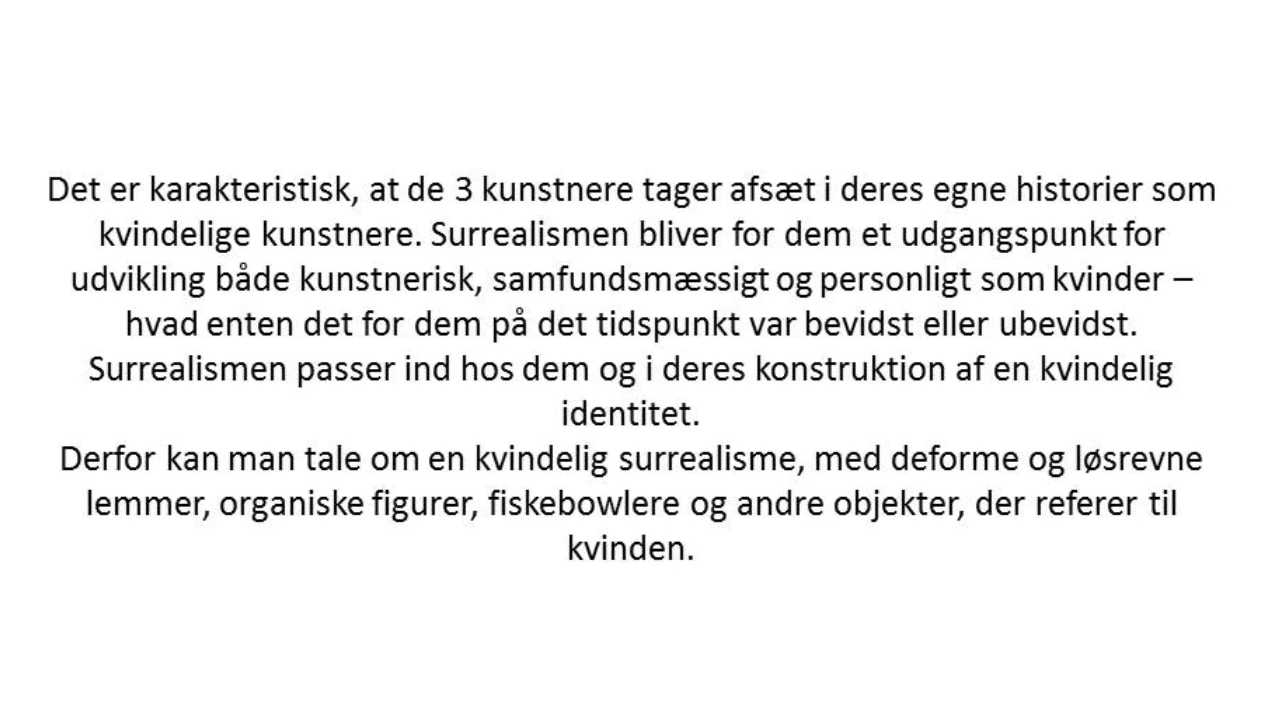 Det er karakteristisk, at de 3 kunstnere tager afsæt i deres egne historier som
kvindelige kunstnere. Surrealismen bliver for dem et udgangspunkt for
udvikling både kunstnerisk, samfundsmæssigt og personligt som kvinder –
hvad enten det for dem på det tidspunkt var bevidst eller ubevidst.
Surrealismen passer ind hos dem og i deres konstruktion af en kvindelig
identitet.
Derfor kan man tale om en kvindelig surrealisme, med deforme og løsrevne
lemmer, organiske figurer, fiskebowlere og andre objekter, der referer til
kvinden.